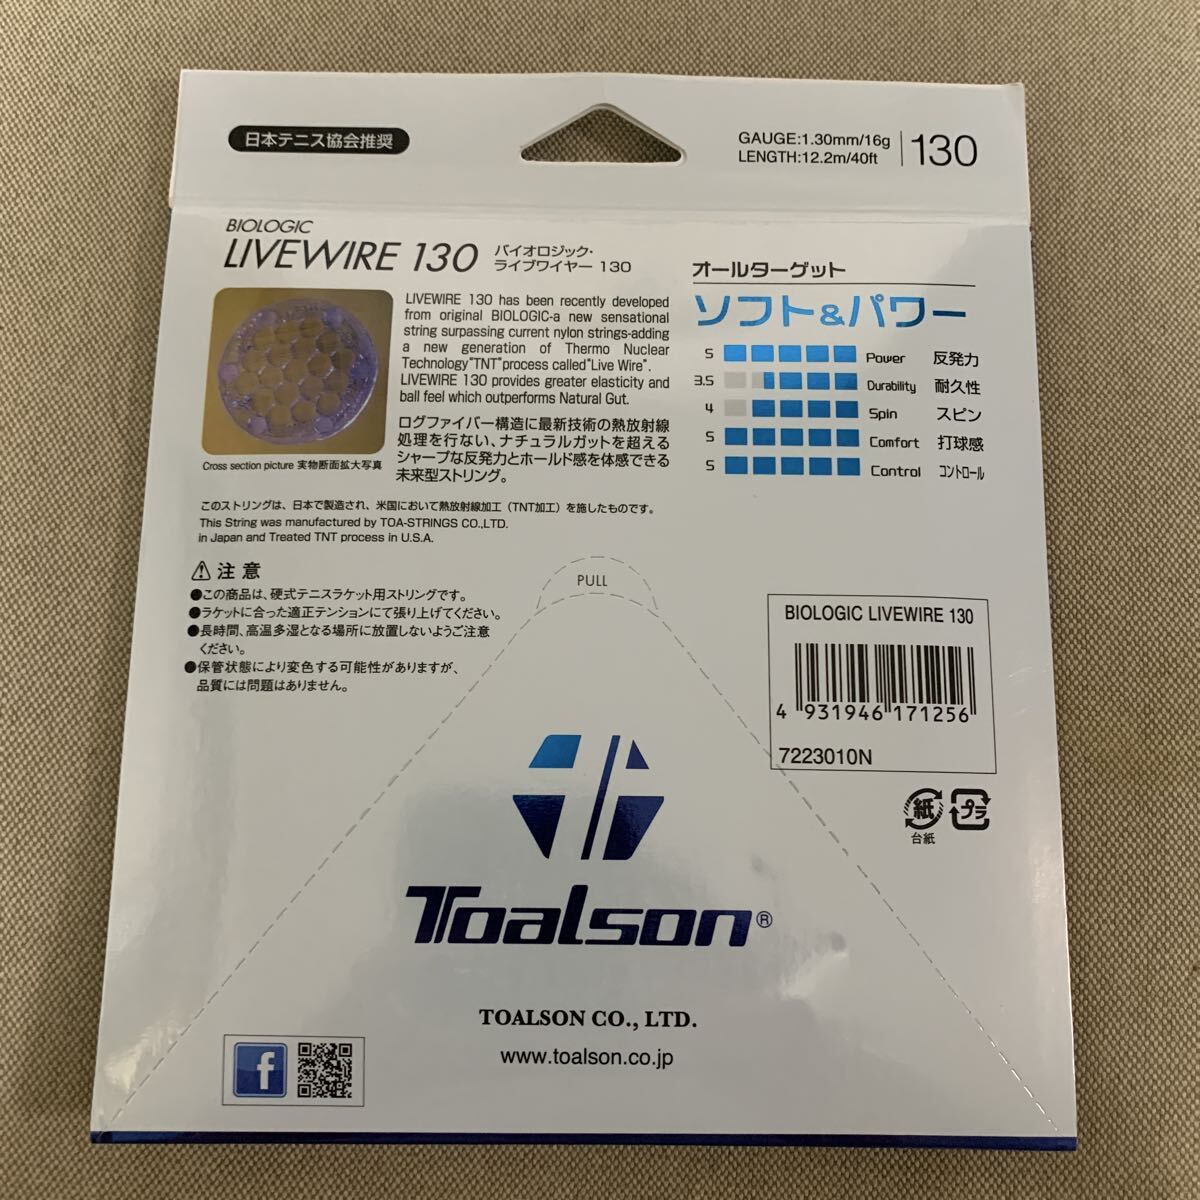 日本テニス協会推奨
GAUGE:1.30mm/16g
LENGTH:12.2m/40ft
130
BIOLOGIC
LIVEWIRE 130
バイオロジック・
ライブワイヤー 130
LIVEWIRE 130 has been recently developed
from original BIOLOGIC-a new sensational
string surpassing current nylon strings-adding
a new generation of Thermo Nuclear
Technology"TNT"process called"Live Wire".
LIVEWIRE 130 provides greater elasticity and
ball feel which outperforms Natural Gut.
ログファイバー構造に最新技術の熱放射線
処理を行ない、ナチュラルガットを超える
シャープな反発力とホールド感を体感できる
未来型ストリング。
Cross section picture 実物断面拡大写真
オールターゲット
ソフト&パワー
5 Power 反発力
3.5 Durability 耐久性
4 Spin スピン
5 Comfort 打球感
5 Control コントロール
このストリングは、日本で製造され、米国において熱放射線加工(TNT加工)を施したものです。
This String was manufactured by TOA-STRINGS CO.,LTD.
in Japan and Treated TNT process in U.S.A.
注意
●この商品は、硬式テニスラケット用ストリングです。
●ラケットに合った適正テンションにて張り上げてください。
●長時間、高温多湿となる場所に放置しないようご注意
ください。
●保管状態により変色する可能性がありますが、
品質には問題はありません。
PULL
BIOLOGIC LIVEWIRE 130
4 931946 171256
7223010N
紙
プラ
台紙
Toalson®
TOALSON CO., LTD.
www.toalson.co.jp
f